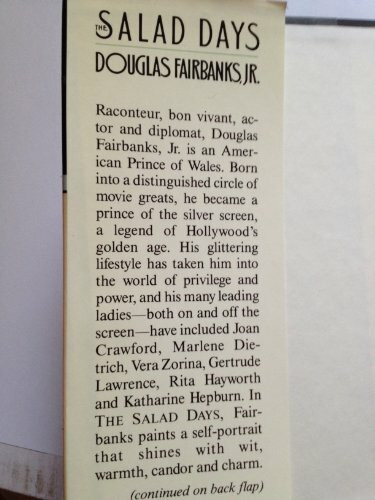 THE SALAD DAYS
DOUGLAS FAIRBANKS, JR.
Raconteur, bon vivant, ac-
tor and diplomat, Douglas
Fairbanks, Jr. is an Amer-
ican Prince of Wales. Born
into a distinguished circle of
movie greats, he became a
prince of the silver screen,
a legend of Hollywood's
golden age. His glittering
lifestyle has taken him into
the world of privilege and
power, and his many leading
ladies—both on and off the
screen—have included Joan
Crawford, Marlene Die-
trich, Vera Zorina, Gertrude
Lawrence, Rita Hayworth
and Katharine Hepburn. In
THE SALAD DAYS, Fair-
banks paints a self-portrait
that shines with wit,
warmth, candor and charm.
(continued on back flap)